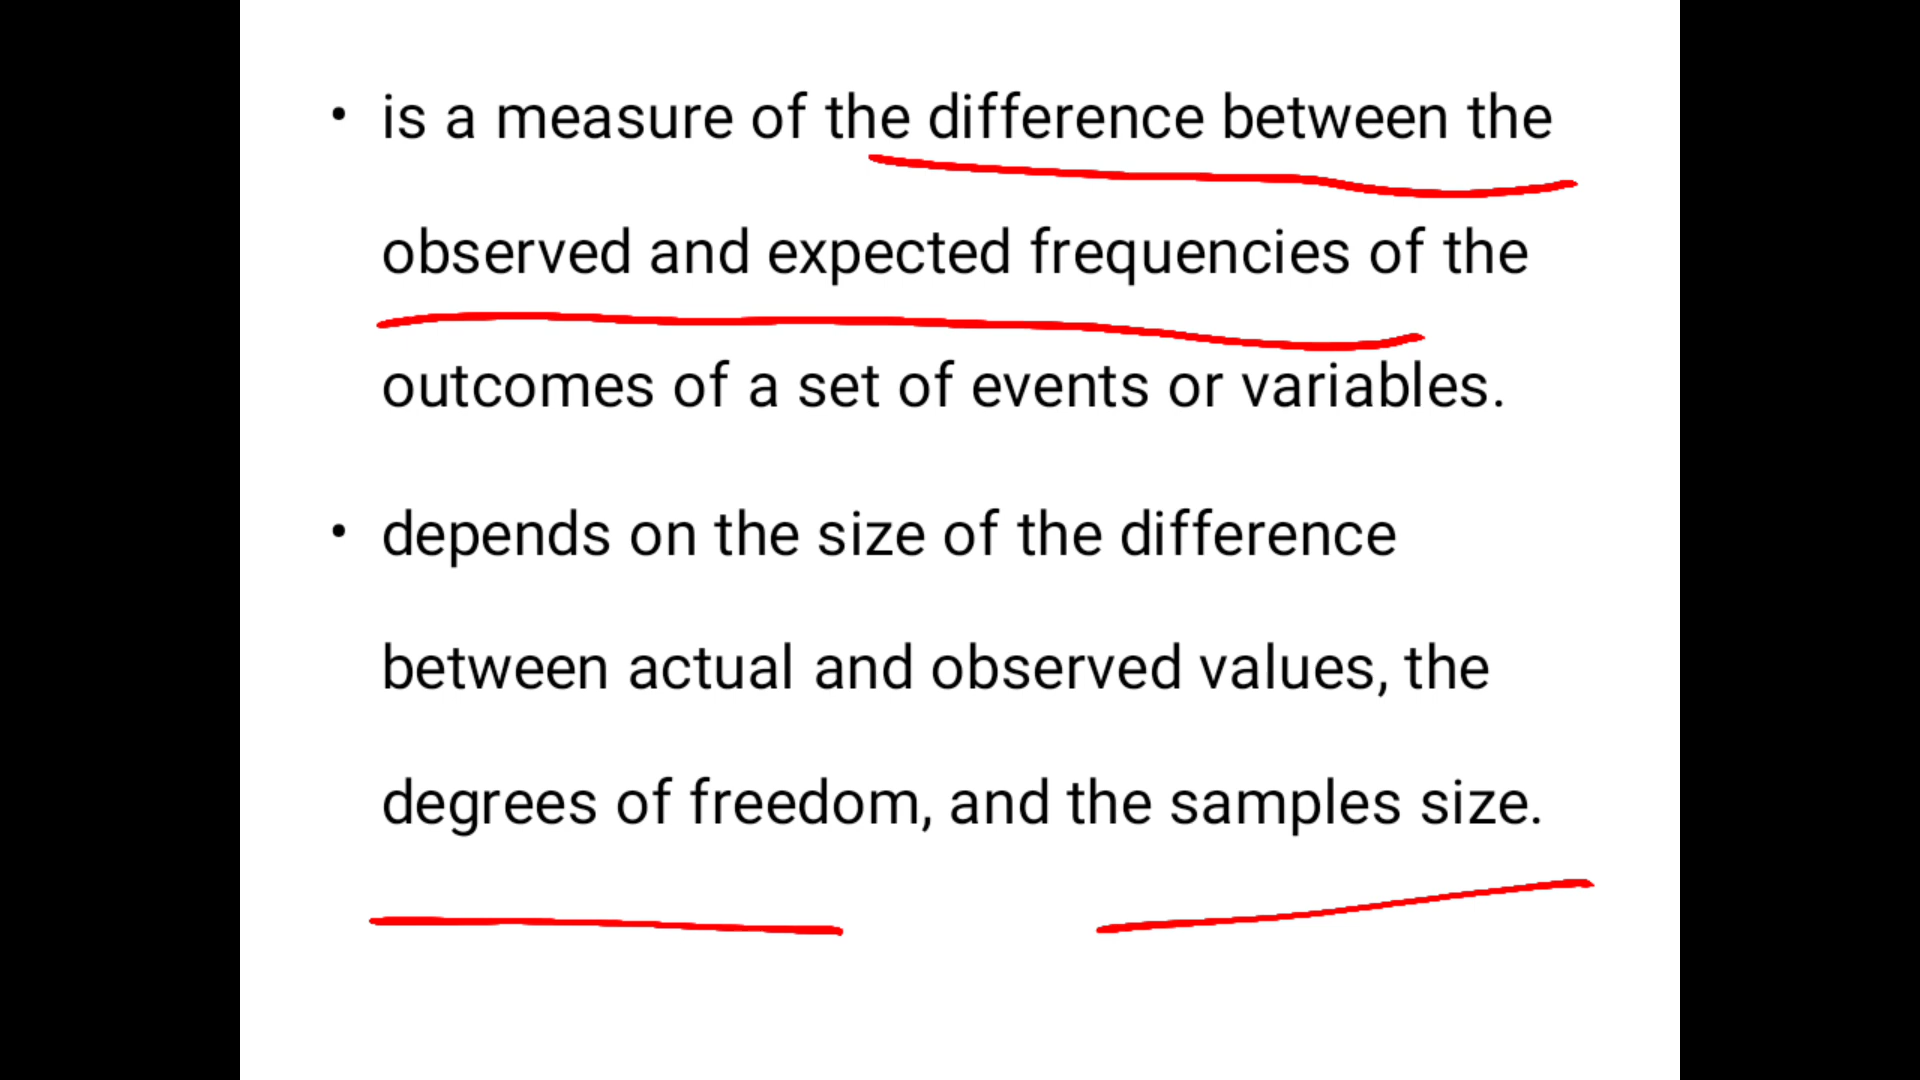 • is a measure of the difference between the
observed and expected frequencies of the
outcomes of a set of events or variables.
• depends on the size of the difference
between actual and observed values, the
degrees of freedom, and the samples size.